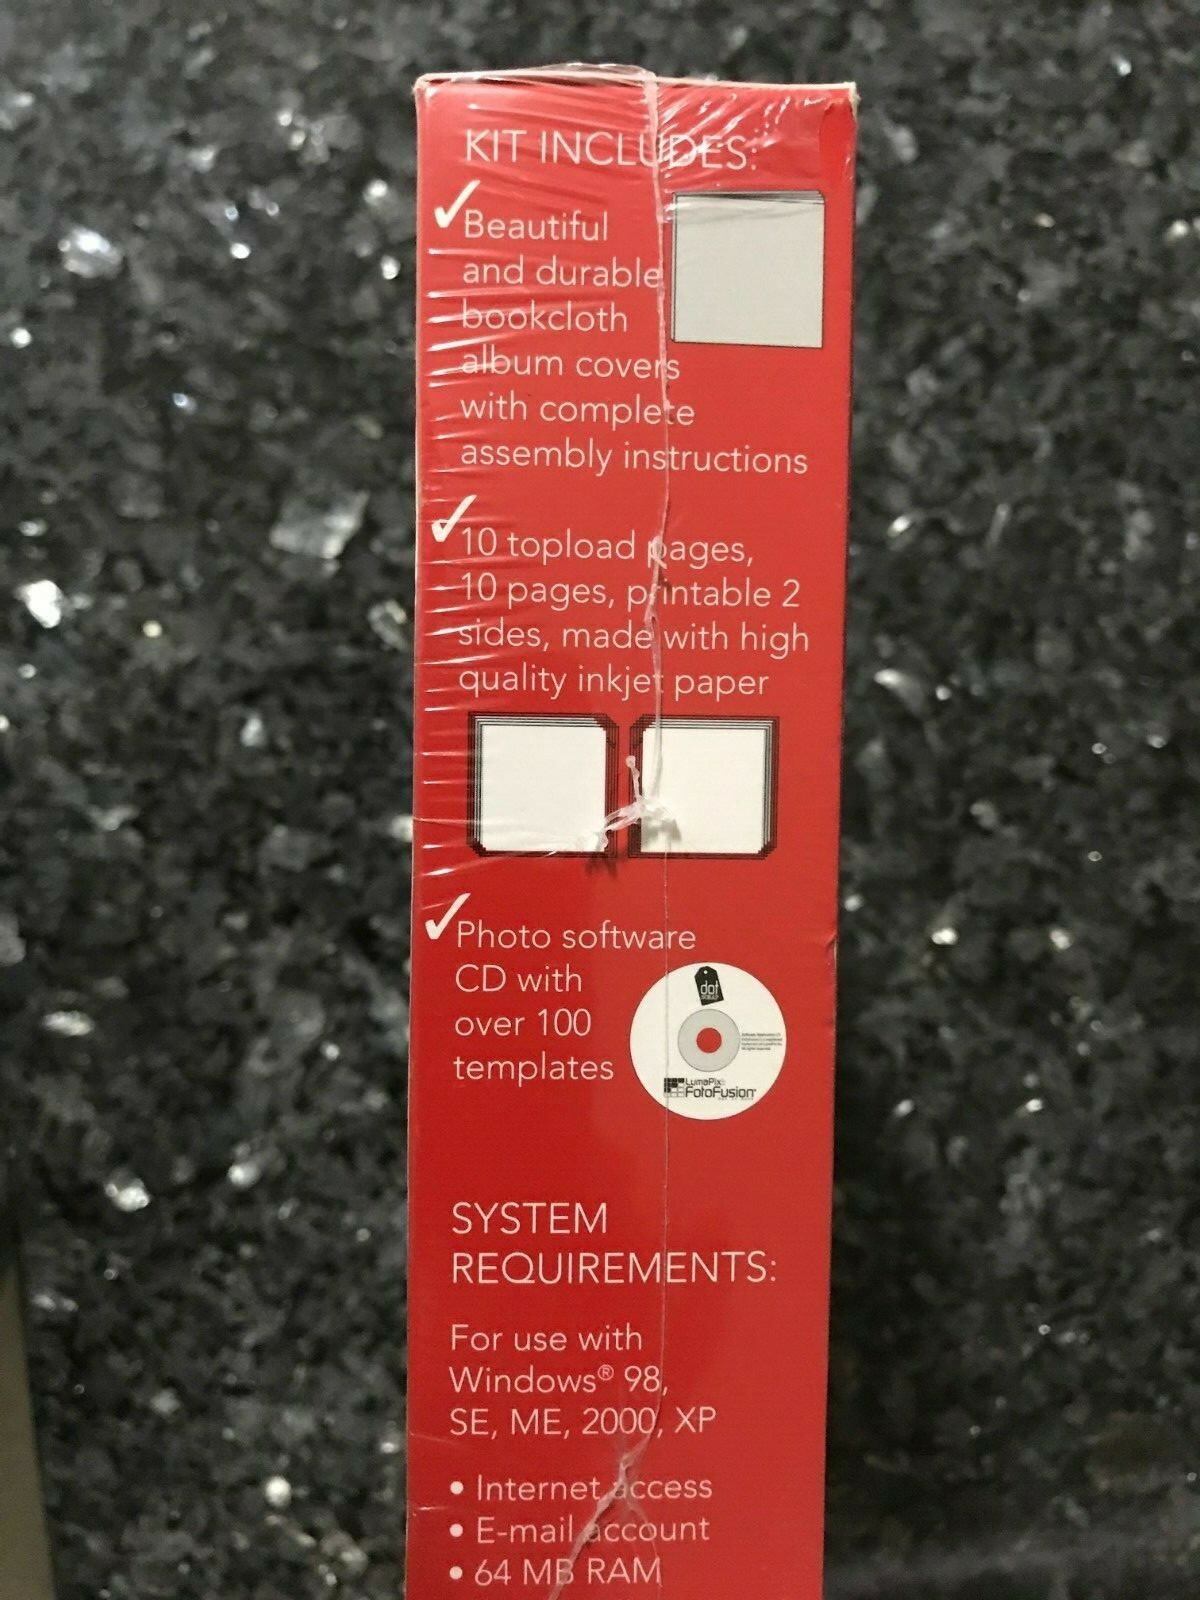 KIT INCLUDES:
Beautiful
and durable
bookcloth
album covers
with complete
assembly instructions
10 topload pages,
10 pages, printable 2
sides, made with high
quality inkjet paper
Photo software
CD with
over 100
templates
dot
LumaPix
FotoFusion
SYSTEM
REQUIREMENTS:
For use with
Windows® 98,
SE, ME, 2000, XP
• Internet access
• E-mail account
• 64 MB RAM